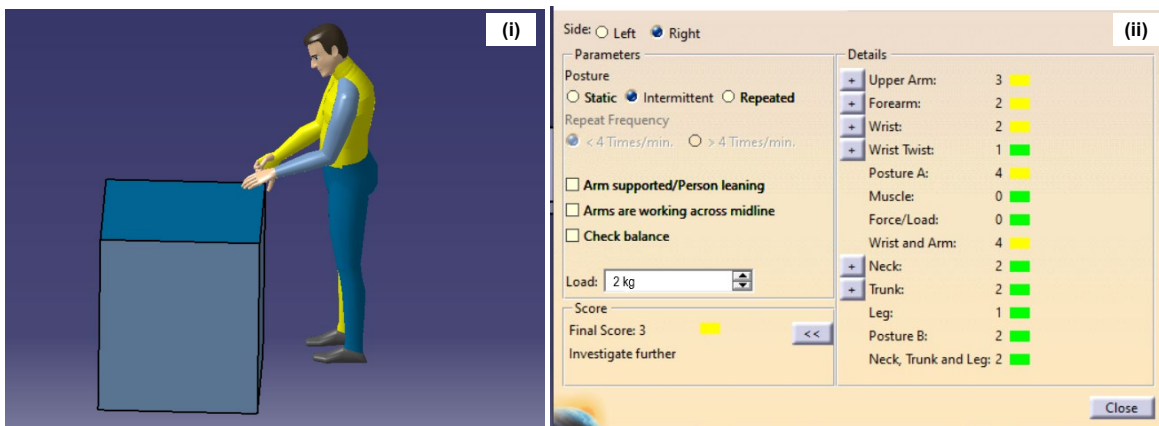 (i)
(ii)
Side: Left Right
Parameters
Posture
Static Intermittent Repeated
Repeat Frequency
< 4 Times/min. > 4 Times/min.
Arm supported/Person leaning
Arms are working across midline
Check balance
Load: 2 kg
Score
Final Score: 3
<<
Investigate further
Details
+ Upper Arm: 3
+ Forearm: 2
+ Wrist: 2
+ Wrist Twist: 1
Posture A: 4
Muscle: 0
Force/Load: 0
Wrist and Arm: 4
+ Neck: 2
+ Trunk: 2
Leg: 1
Posture B: 2
Neck, Trunk and Leg: 2
Close